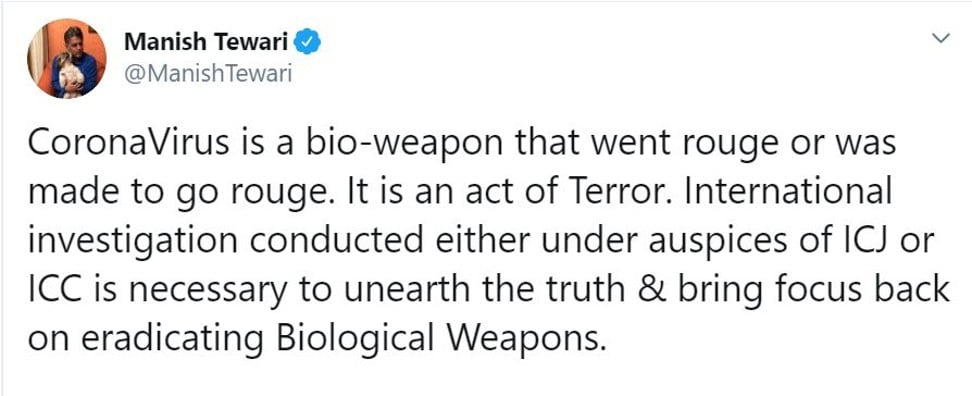 Manish Tewari
@ManishTewari
CoronaVirus is a bio-weapon that went rouge or was
made to go rouge. It is an act of Terror. International
investigation conducted either under auspices of ICJ or
ICC is necessary to unearth the truth & bring focus back
on eradicating Biological Weapons.